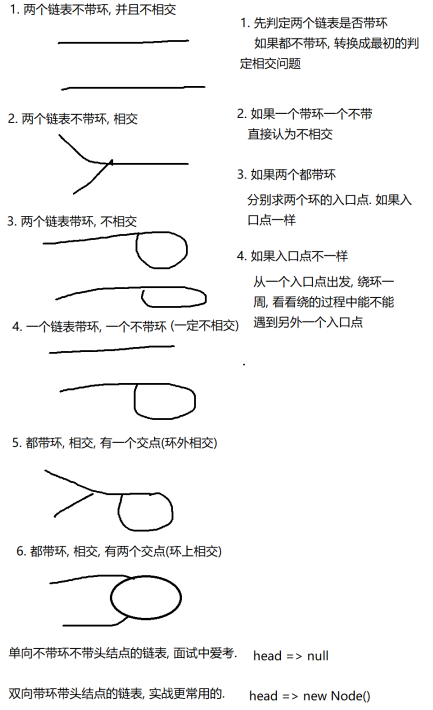 1. 两个链表不带环, 并且不相交
2. 两个链表不带环, 相交
3. 两个链表带环, 不相交
4. 一个链表带环, 一个不带环 (一定不相交)
5. 都带环, 相交, 有一个交点(环外相交)
6. 都带环, 相交, 有两个交点(环上相交)
1. 先判定两个链表是否带环
如果都不带环, 转换成最初的判
定相交问题
2. 如果一个带环一个不带
直接认为不相交
3. 如果两个都带环
分别求两个环的入口点. 如果入
口点一样
4. 如果入口点不一样
从一个入口点出发, 绕环一
周, 看看绕的过程中能不能
遇到另外一个入口点
.
单向不带环不带头结点的链表, 面试中爱考. head => null
双向带环带头结点的链表, 实战更常用的. head => new Node()